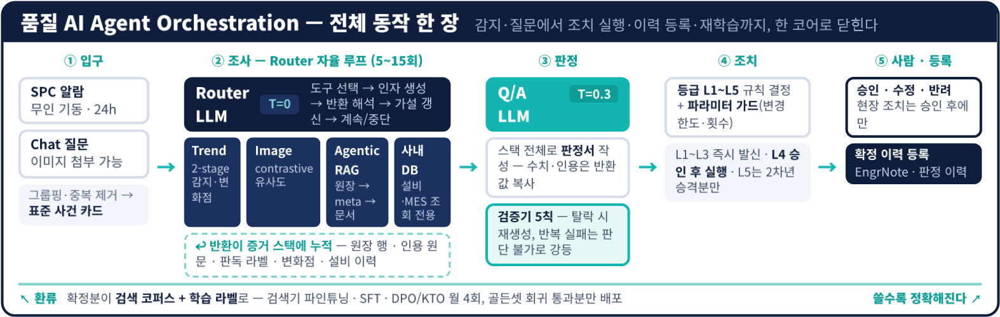 품질 AI Agent Orchestration — 전체 동작 한 장
감지·질문에서 조치 실행·이력 등록·재학습까지, 한 코어로 닫힌다
① 입구
SPC 알람
무인 기동 · 24h
Chat 질문
이미지 첨부 가능
그룹핑·중복 제거 →
표준 사건 카드
② 조사 — Router 자율 루프 (5~15회)
Router
LLM
T=0
도구 선택 → 인자 생성
→ 반환 해석 → 가설 갱
신 → 계속/중단
Trend
2-stage
감지·변
화점
Image
contrastive
유사도
Agentic
RAG
원장 →
meta →
문서
사내
DB
설비
·MES 조
회 전용
↩ 반환이 증거 스택에 누적 — 원장 행 · 인용 원
문 · 판독 라벨 · 변화점 · 설비 이력
③ 판정
Q/A
LLM
T=0.3
스택 전체로 판정서 작
성 — 수치·인용은 반환
값 복사
검증기 5칙 — 탈락 시
재생성, 반복 실패는 판
단 불가로 강등
④ 조치
등급 L1~L5 규칙 결정
+ 파라미터 가드(변경
한도·횟수)
L1~L3 즉시 발신 · L4 승
인 후 실행 · L5는 2차년
승격분만
⑤ 사람 · 등록
승인 · 수정 · 반려
현장 조치는 승인 후에
만
확정 이력 등록
EngrNote · 판정 이력
↖ 환류 확정분이 검색 코퍼스 + 학습 라벨로 — 검색기 파인튜닝 · SFT · DPO/KTO 월 4회, 골든셋 회귀 통과분만 배포
쓸수록 정확해진다 ↗